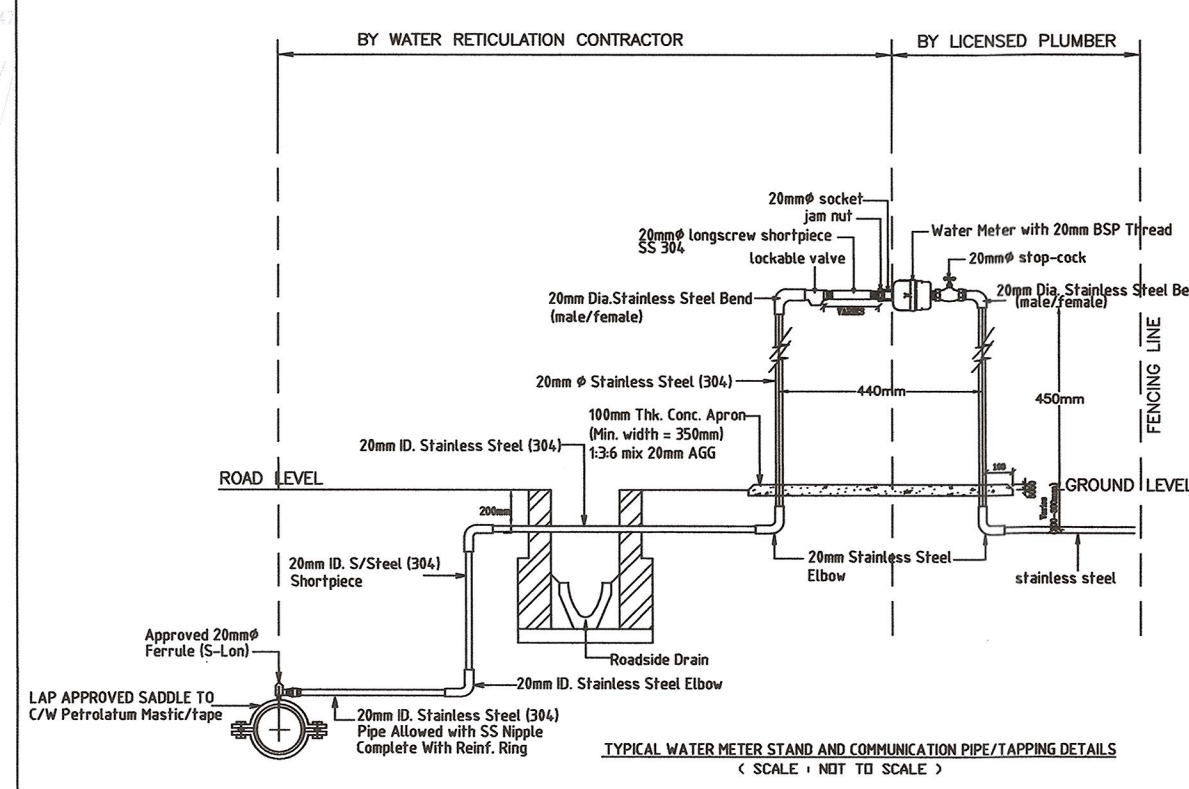 BY WATER RETICULATION CONTRACTOR
BY LICENSED PLUMBER
20mmØ socket
jam nut
20mmØ longscrew shortpiece
SS 304
lockable valve
Water Meter with 20mm BSP Thread
20mmØ stop-cock
20mm Dia.Stainless Steel Bend
(male/female)
20mm Dia. Stainless Steel Be
(male/female)
VARIES
FENCING LINE
20mm Ø Stainless Steel (304)
440mm
450mm
100mm Thk. Conc. Apron
(Min. width = 350mm)
1:3:6 mix 20mm AGG
20mm ID. Stainless Steel (304)
100
ROAD LEVEL
GROUND LEVEL
200mm
Varies
20mm ID. S/Steel (304)
Shortpiece
20mm Stainless Steel
Elbow
stainless steel
Approved 20mmØ
Ferrule (S-Lon)
Roadside Drain
20mm ID. Stainless Steel Elbow
LAP APPROVED SADDLE TO
C/W Petrolatum Mastic/tape
20mm ID. Stainless Steel (304)
Pipe Allowed with SS Nipple
Complete With Reinf. Ring
TYPICAL WATER METER STAND AND COMMUNICATION PIPE/TAPPING DETAILS
( SCALE : NOT TO SCALE )